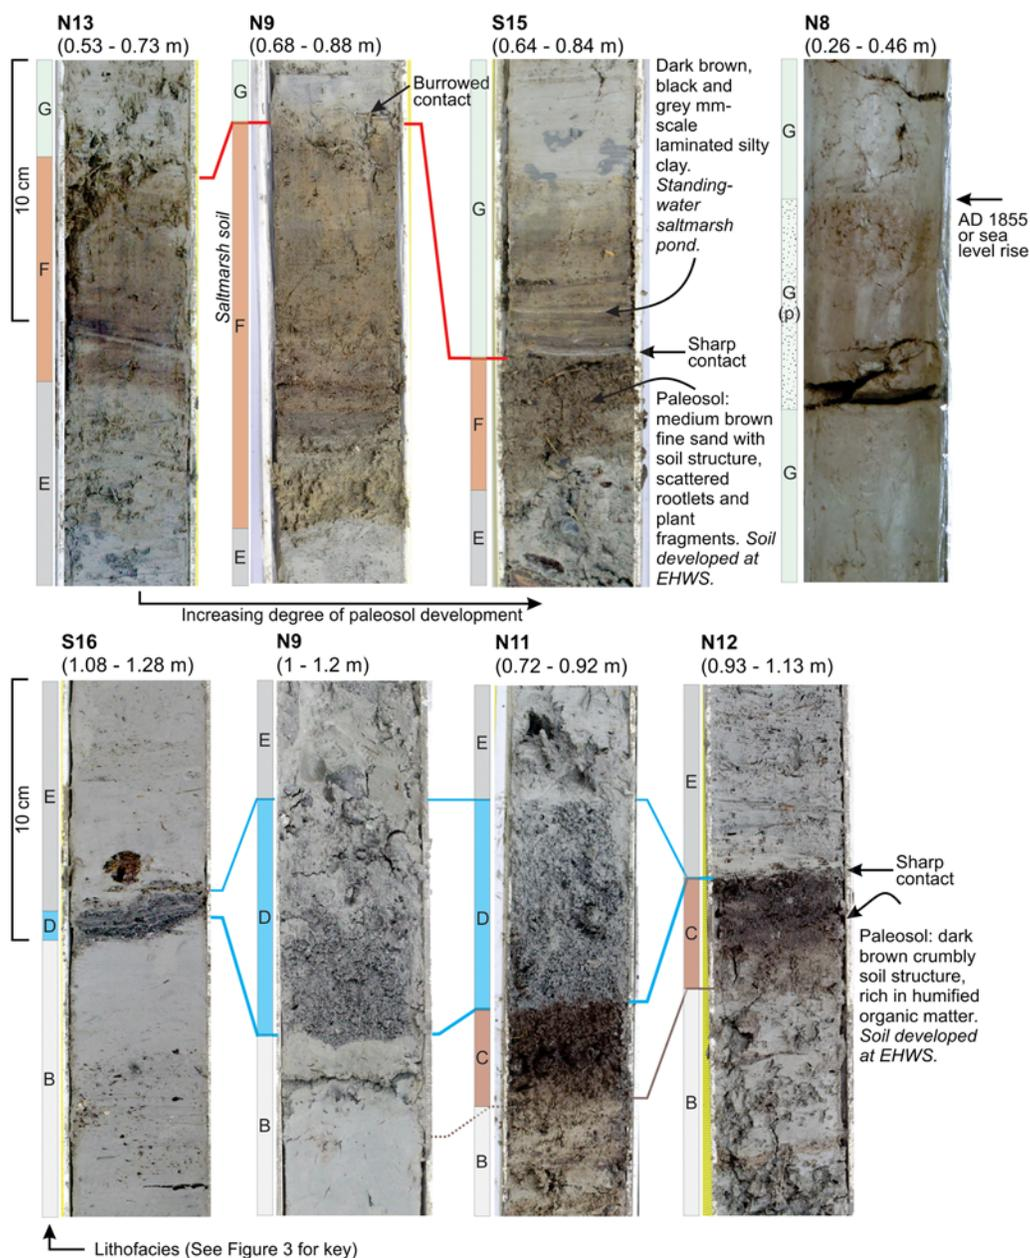 N13
(0.53 - 0.73 m)
N9
(0.68 - 0.88 m)
S15
(0.64 - 0.84 m)
N8
(0.26 - 0.46 m)
10 cm
G
F
E
G
Saltmarsh soil
F
E
Burrowed
contact
G
F
E
Dark brown,
black and
grey mm-
scale
laminated silty
clay.
Standing-
water
saltmarsh
pond.
Sharp
contact
Paleosol:
medium brown
fine sand with
soil structure,
scattered
rootlets and
plant
fragments. Soil
developed at
EHWS.
G
G
(p)
G
AD 1855
or sea
level rise
Increasing degree of paleosol development
S16
(1.08 - 1.28 m)
N9
(1 - 1.2 m)
N11
(0.72 - 0.92 m)
N12
(0.93 - 1.13 m)
10 cm
E
D
B
E
D
B
E
D
C
B
E
C
B
Sharp
contact
Paleosol: dark
brown crumbly
soil structure,
rich in humified
organic matter.
Soil developed
at EHWS.
Lithofacies (See Figure 3 for key)